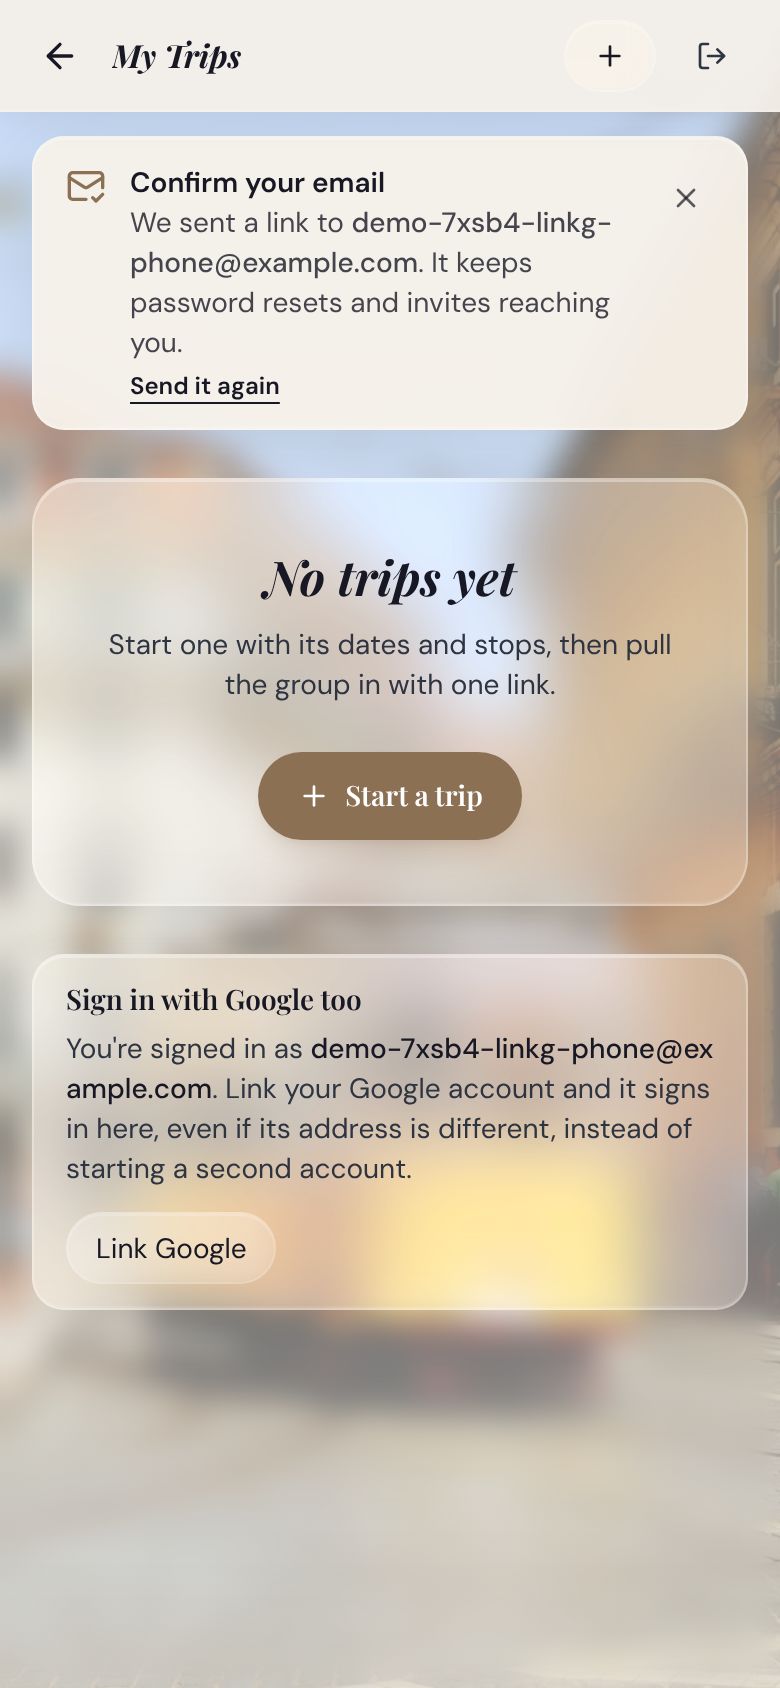 My Trips
Confirm your email
We sent a link to demo-7xsb4-linkg-
phone@example.com. It keeps
password resets and invites reaching
you.
Send it again
No trips yet
Start one with its dates and stops, then pull
the group in with one link.
Start a trip
Sign in with Google too
You're signed in as demo-7xsb4-linkg-phone@ex
ample.com. Link your Google account and it signs
in here, even if its address is different, instead of
starting a second account.
Link Google